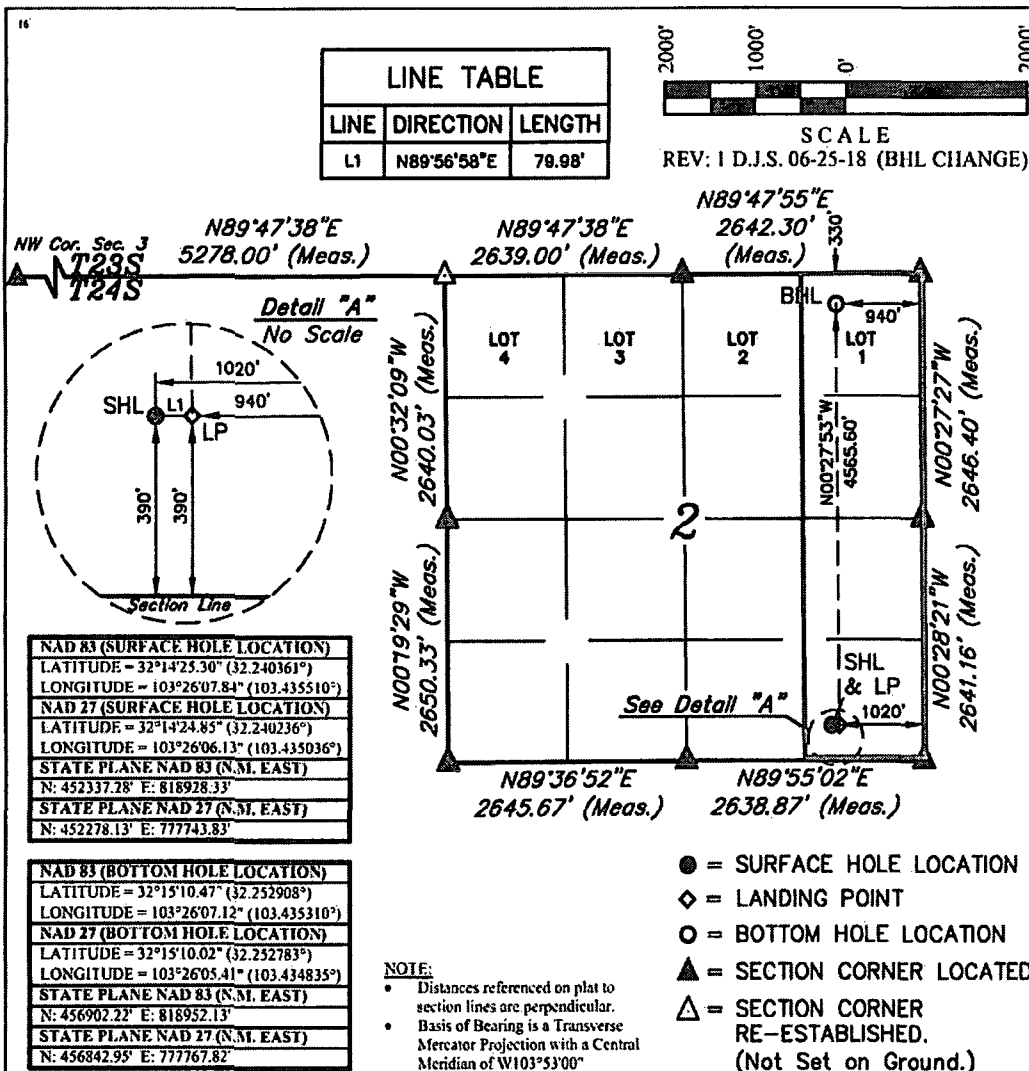 16
LINE TABLE
LINE DIRECTION LENGTH
L1 N89°56'58"E 79.98'
2000' 1000' 0' 2000'
SCALE
REV: 1 D.J.S. 06-25-18 (BHL CHANGE)
NW Cor. Sec. 3
T23S
T24S
N89°47'38"E
5278.00' (Meas.)
N89°47'38"E
2639.00' (Meas.)
N89°47'55"E
2642.30'
(Meas.)
330'
Detail "A"
No Scale
1020'
940'
SHL L1 LP
390' 390'
Section Line
N00°32'09"W
2640.03' (Meas.)
N00°19'29"W
2650.33' (Meas.)
LOT
4
LOT
3
LOT
2
LOT
1
BHL
940'
N00°27'53"W
4565.60'
2
N00°27'27"W
2646.40' (Meas.)
N00°28'21"W
2641.16' (Meas.)
SHL
& LP
1020'
See Detail "A"
N89°36'52"E
2645.67' (Meas.)
N89°55'02"E
2638.87' (Meas.)
NAD 83 (SURFACE HOLE LOCATION)
LATITUDE = 32°14'25.30" (32.240361°)
LONGITUDE = 103°26'07.84" (103.435510°)
NAD 27 (SURFACE HOLE LOCATION)
LATITUDE = 32°14'24.85" (32.240236°)
LONGITUDE = 103°26'06.13" (103.435036°)
STATE PLANE NAD 83 (N.M. EAST)
N: 452337.28' E: 818928.33'
STATE PLANE NAD 27 (N.M. EAST)
N: 452278.13' E: 777743.83'
NAD 83 (BOTTOM HOLE LOCATION)
LATITUDE = 32°15'10.47" (32.252908°)
LONGITUDE = 103°26'07.12" (103.435310°)
NAD 27 (BOTTOM HOLE LOCATION)
LATITUDE = 32°15'10.02" (32.252783°)
LONGITUDE = 103°26'05.41" (103.434835°)
STATE PLANE NAD 83 (N.M. EAST)
N: 456902.22' E: 818952.13'
STATE PLANE NAD 27 (N.M. EAST)
N: 456842.95' E: 777767.82'
NOTE:
• Distances referenced on plat to
section lines are perpendicular.
• Basis of Bearing is a Transverse
Mercator Projection with a Central
Meridian of W103°53'00"
= SURFACE HOLE LOCATION
= LANDING POINT
= BOTTOM HOLE LOCATION
= SECTION CORNER LOCATED
= SECTION CORNER
RE-ESTABLISHED.
(Not Set on Ground.)